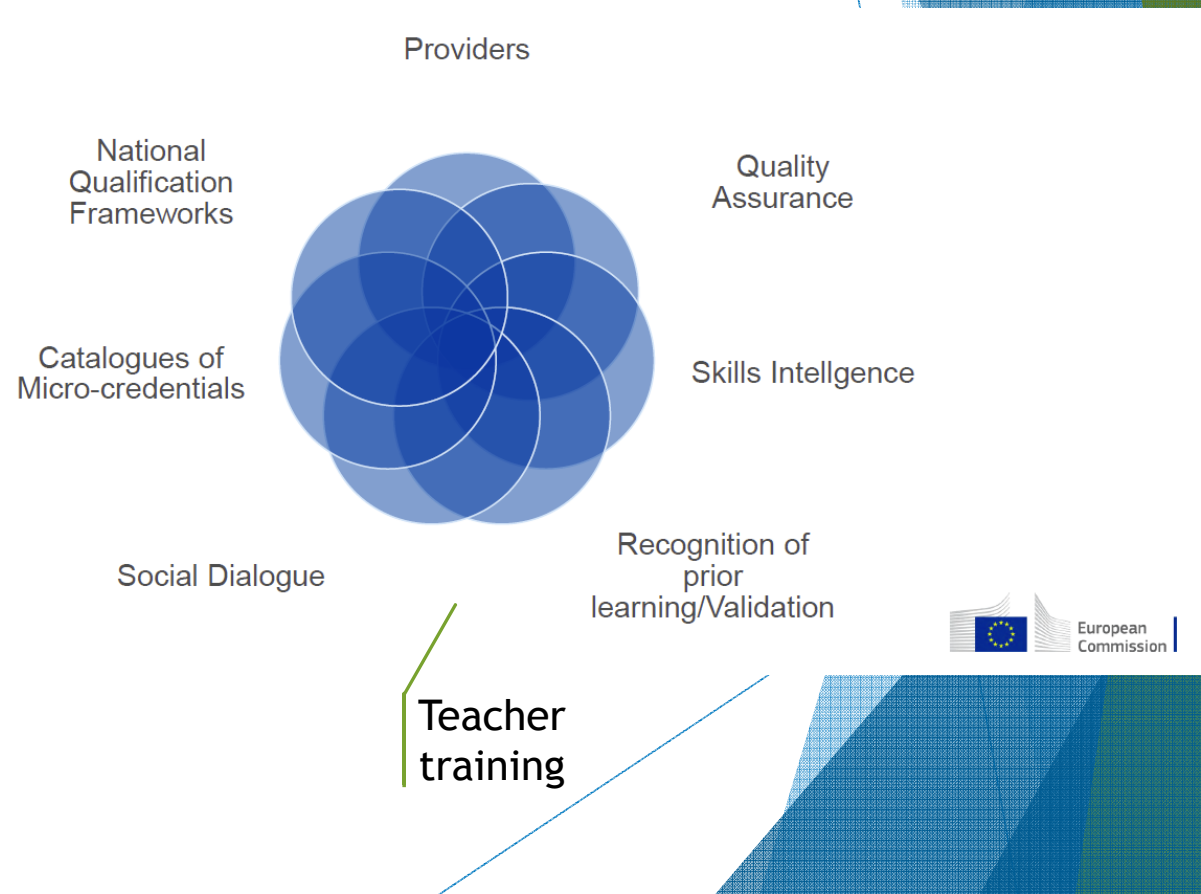 Providers
National
Qualification
Frameworks
Quality
Assurance
Catalogues of
Micro-credentials
Skills Intellgence
Social Dialogue
Recognition of
prior
learning/Validation
European
Commission
Teacher
training